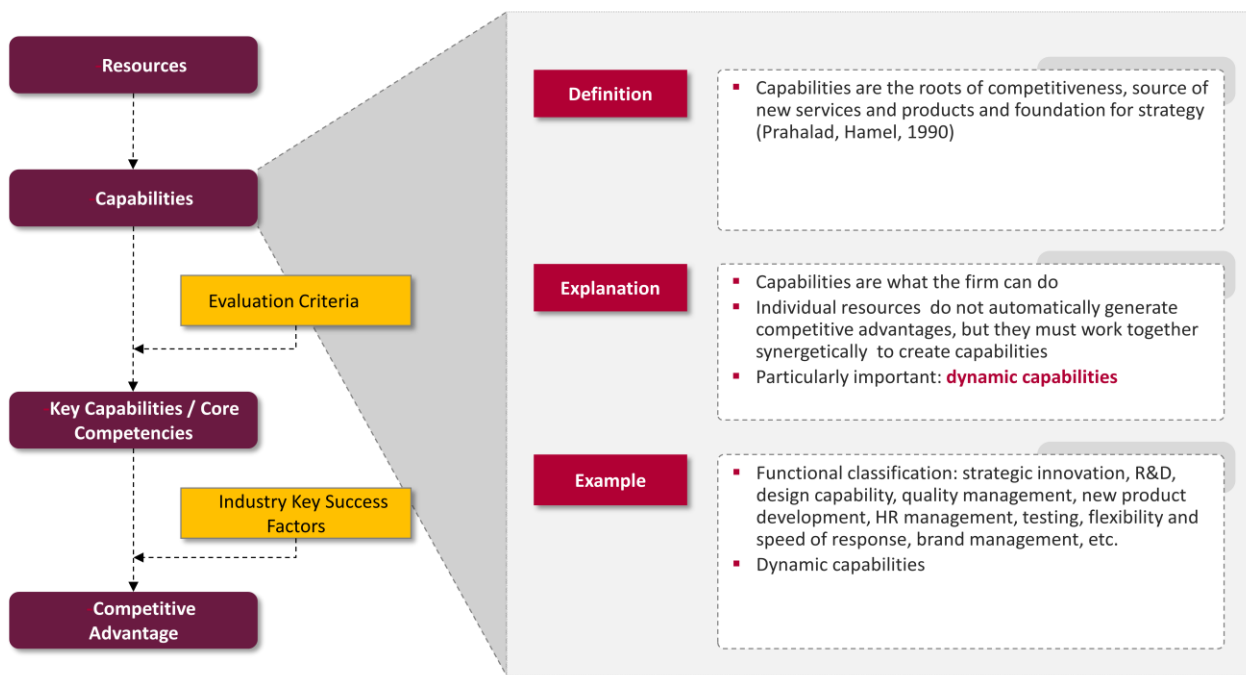 Resources
Capabilities
Evaluation Criteria
Key Capabilities / Core
Competencies
Industry Key Success
Factors
Competitive
Advantage
Definition
▪ Capabilities are the roots of competitiveness, source of
new services and products and foundation for strategy
(Prahalad, Hamel, 1990)
Explanation
▪ Capabilities are what the firm can do
▪ Individual resources do not automatically generate
competitive advantages, but they must work together
synergetically to create capabilities
▪ Particularly important: dynamic capabilities
Example
▪ Functional classification: strategic innovation, R&D,
design capability, quality management, new product
development, HR management, testing, flexibility and
speed of response, brand management, etc.
▪ Dynamic capabilities